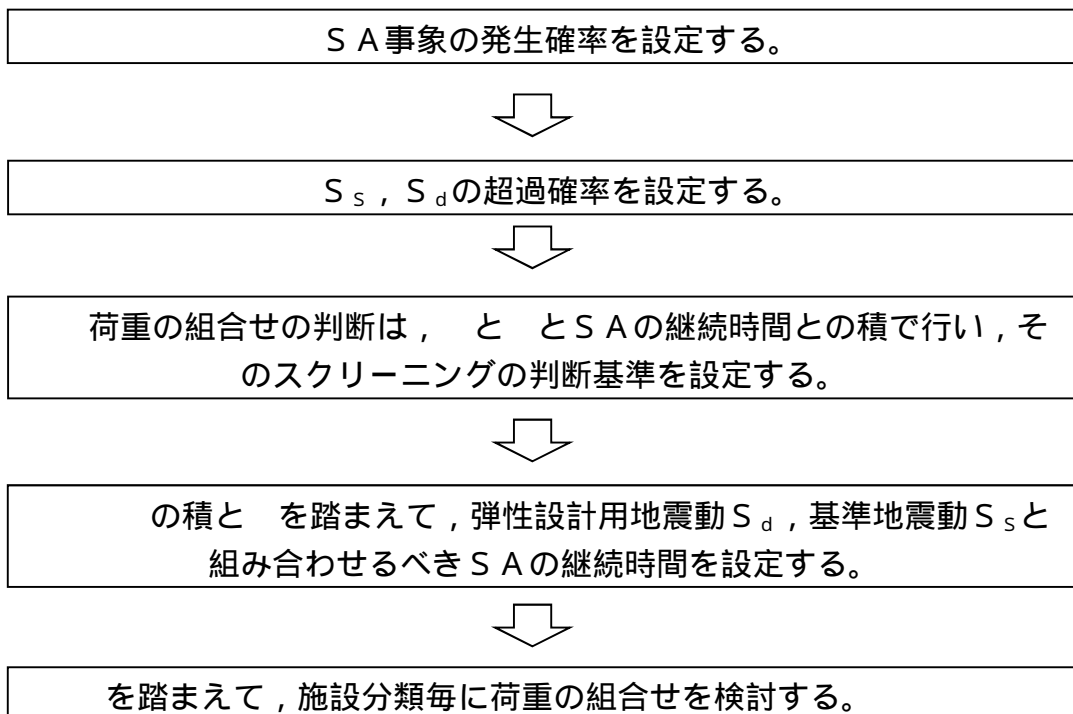 ＳＡ事象の発生確率を設定する。
Ｓｓ，Ｓｄの超過確率を設定する。
荷重の組合せの判断は，　と　とＳＡの継続時間との積で行い，そ
のスクリーニングの判断基準を設定する。
の積と　を踏まえて，弾性設計用地震動Ｓｄ，基準地震動Ｓｓと
組み合わせるべきＳＡの継続時間を設定する。
を踏まえて，施設分類毎に荷重の組合せを検討する。